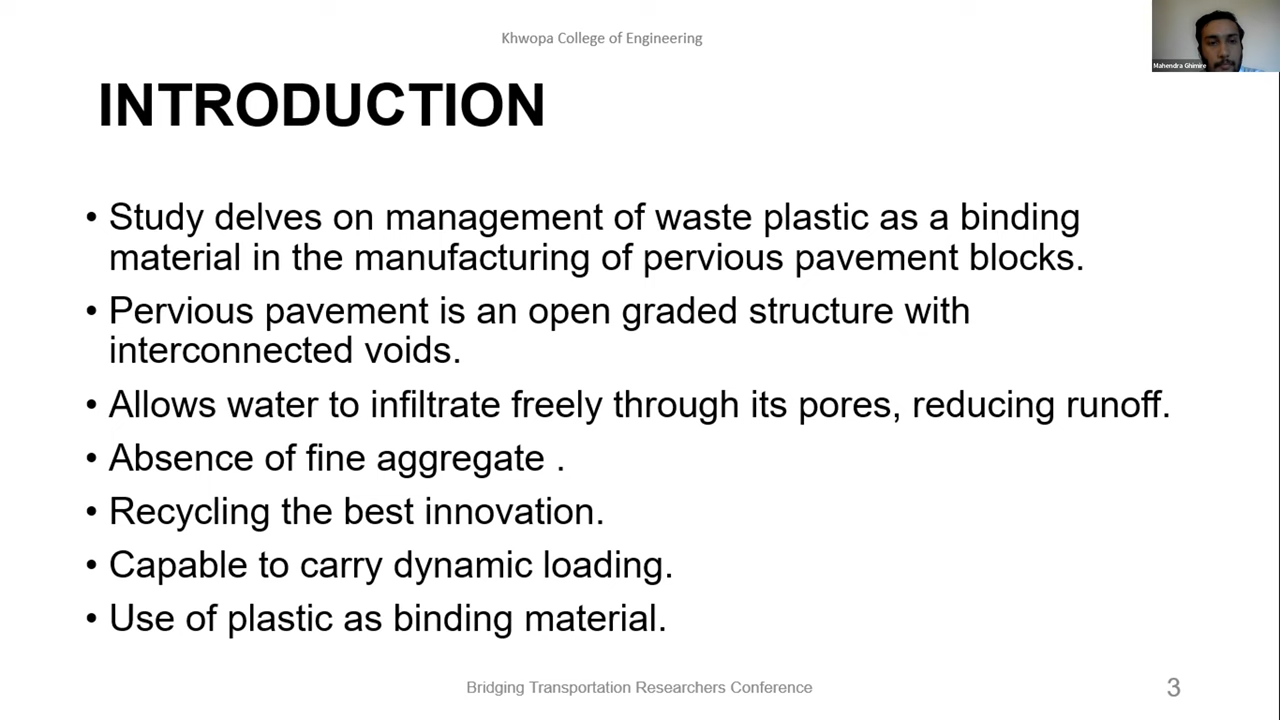 Khwopa College of Engineering
Mahendra Ghimire
INTRODUCTION
• Study delves on management of waste plastic as a binding
material in the manufacturing of pervious pavement blocks.
• Pervious pavement is an open graded structure with
interconnected voids.
• Allows water to infiltrate freely through its pores, reducing runoff.
• Absence of fine aggregate .
• Recycling the best innovation.
• Capable to carry dynamic loading.
• Use of plastic as binding material.
Bridging Transportation Researchers Conference
3